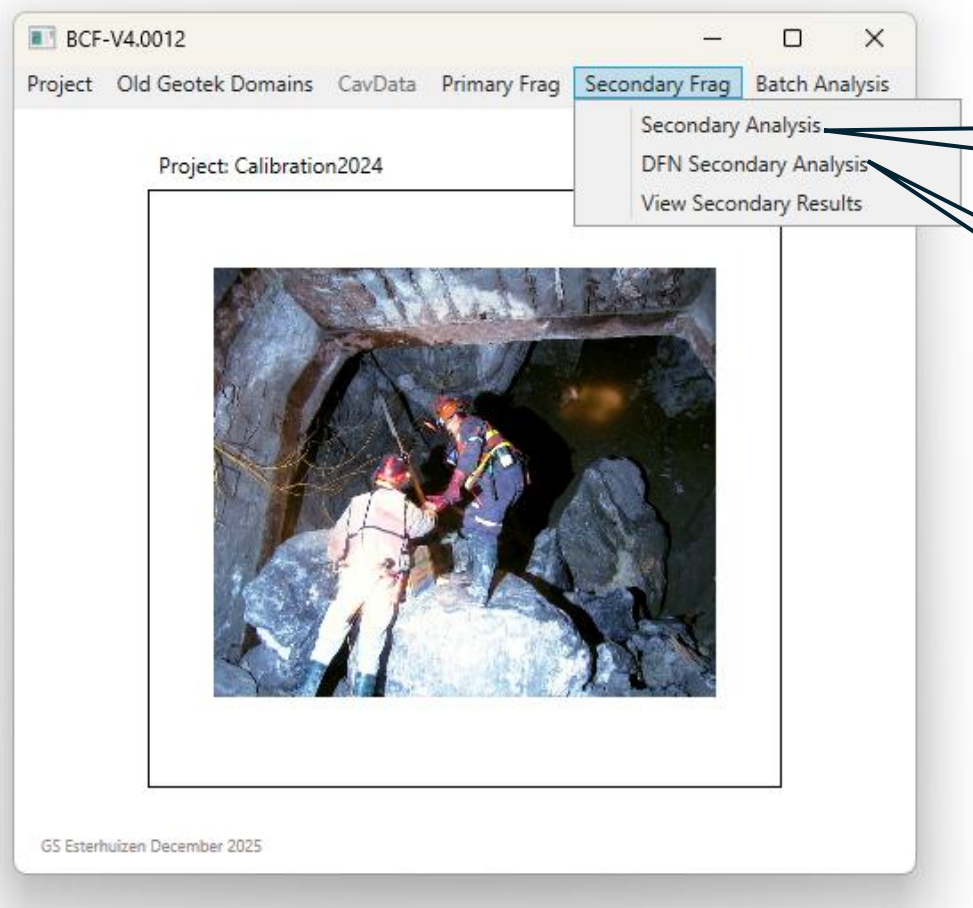 BCF-V4.0012
Project Old Geotek Domains CavData Primary Frag Secondary Frag Batch Analysis
Secondary Analysis
DFN Secondary Analysis
View Secondary Results
Project: Calibration2024
GS Esterhuizen December 2025